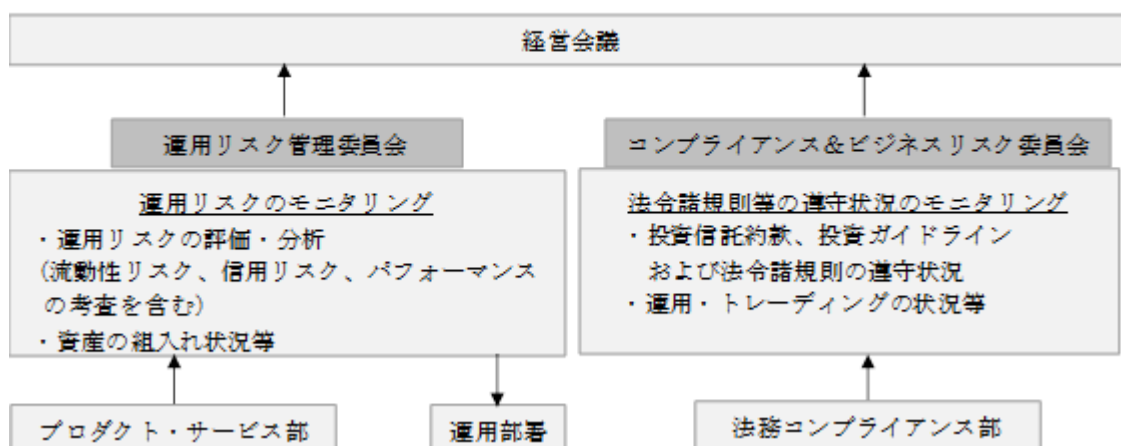 経営会議
運用リスク管理委員会
運用リスクのモニタリング
・運用リスクの評価・分析
(流動性リスク、信用リスク、パフォーマンス
の考査を含む)
・資産の組入れ状況等
プロダクト・サービス部
運用部署
コンプライアンス＆ビジネスリスク委員会
法令諸規則等の遵守状況のモニタリング
・投資信託約款、投資ガイドライン
および法令諸規則の遵守状況
・運用・トレーディングの状況等
法務コンプライアンス部